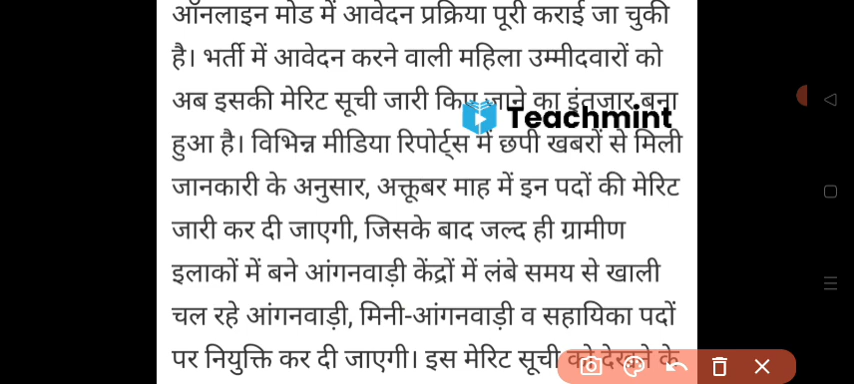 ऑनलाइन मोड में आवेदन प्रक्रिया पूरी कराई जा चुकी
है। भर्ती में आवेदन करने वाली महिला उम्मीदवारों को
अब इसकी मेरिट सूची जारी किए जाने का इंतजार बना
Teachmint
हुआ है। विभिन्न मीडिया रिपोर्ट्स में छपी खबरों से मिली
जानकारी के अनुसार, अक्तूबर माह में इन पदों की मेरिट
जारी कर दी जाएगी, जिसके बाद जल्द ही ग्रामीण
इलाकों में बने आंगनवाड़ी केंद्रों में लंबे समय से खाली
चल रहे आंगनवाड़ी, मिनी-आंगनवाड़ी व सहायिका पदों
पर नियुक्ति कर दी जाएगी। इस मेरिट सूची को देखने के